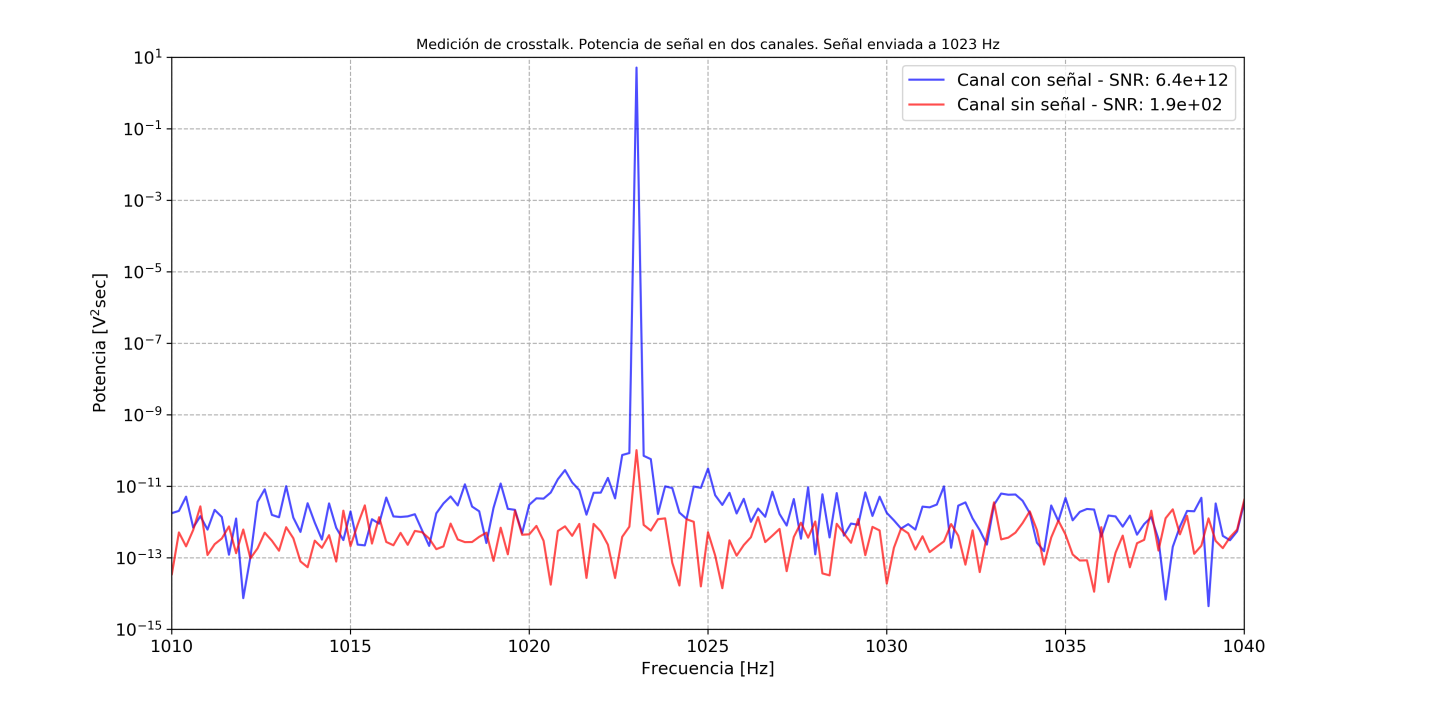 Medición de crosstalk. Potencia de señal en dos canales. Señal enviada a 1023 Hz
Canal con señal - SNR: 6.4e+12
Canal sin señal - SNR: 1.9e+02
Potencia [V²sec]
10¹
10⁻¹
10⁻³
10⁻⁵
10⁻⁷
10⁻⁹
10⁻¹¹
10⁻¹³
10⁻¹⁵
1010 1015 1020 1025 1030 1035 1040
Frecuencia [Hz]